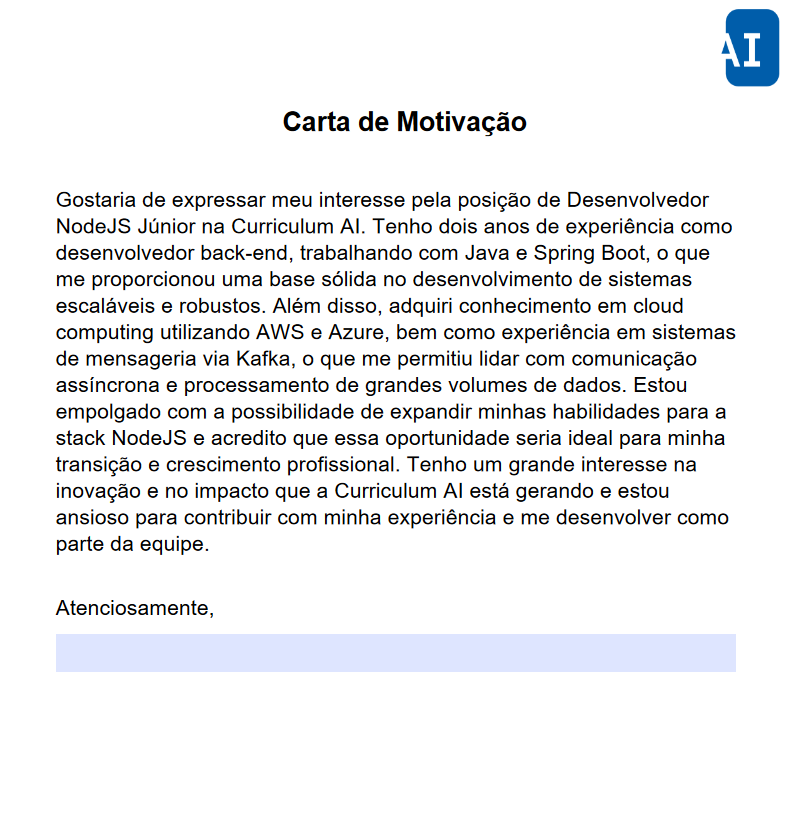 AI
Carta de Motivação
Gostaria de expressar meu interesse pela posição de Desenvolvedor
NodeJS Júnior na Curriculum AI. Tenho dois anos de experiência como
desenvolvedor back-end, trabalhando com Java e Spring Boot, o que
me proporcionou uma base sólida no desenvolvimento de sistemas
escaláveis e robustos. Além disso, adquiri conhecimento em cloud
computing utilizando AWS e Azure, bem como experiência em sistemas
de mensageria via Kafka, o que me permitiu lidar com comunicação
assíncrona e processamento de grandes volumes de dados. Estou
empolgado com a possibilidade de expandir minhas habilidades para a
stack NodeJS e acredito que essa oportunidade seria ideal para minha
transição e crescimento profissional. Tenho um grande interesse na
inovação e no impacto que a Curriculum AI está gerando e estou
ansioso para contribuir com minha experiência e me desenvolver como
parte da equipe.
Atenciosamente,